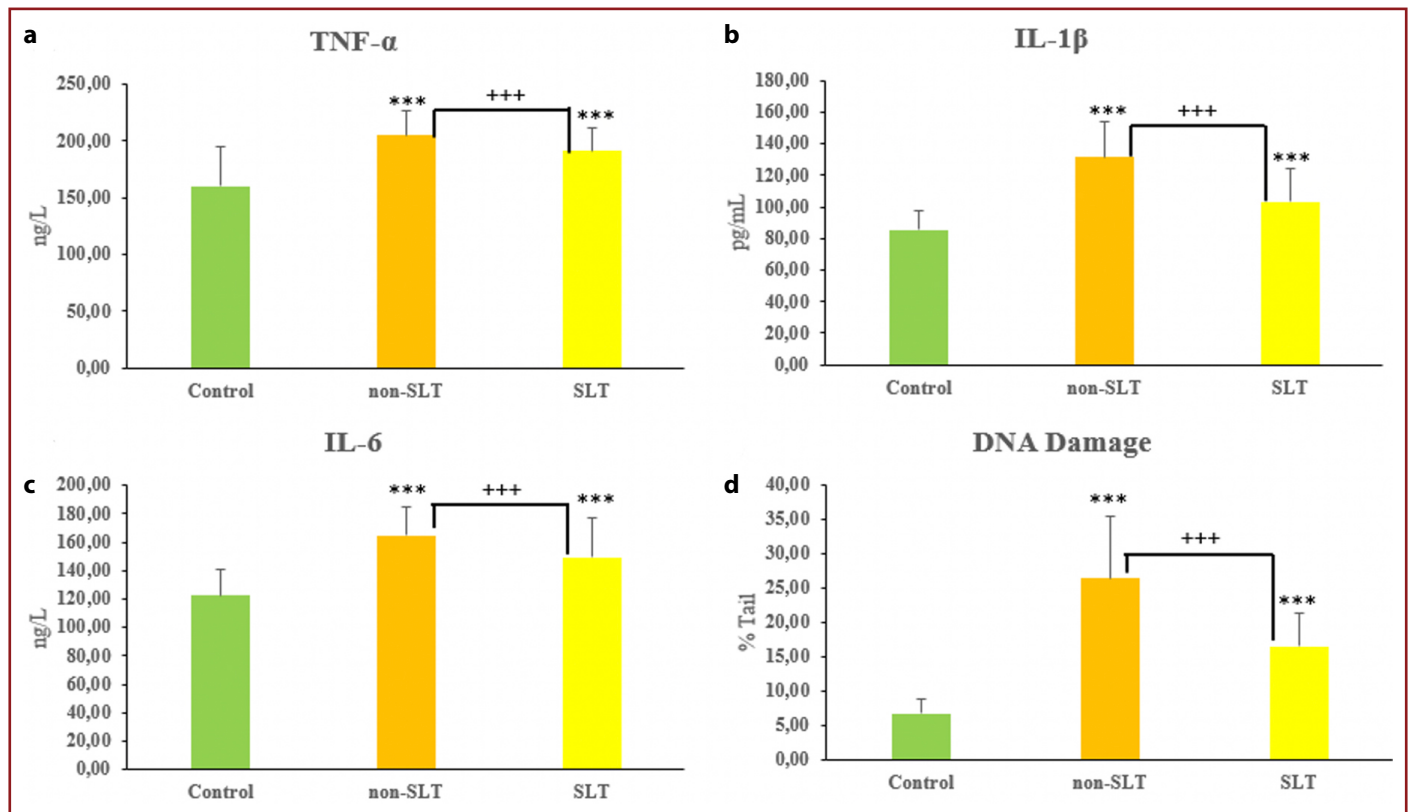 a
TNF-α
250,00
200,00
150,00
100,00
50,00
0,00
ng/L
***
+++
***
Control
non-SLT
SLT
b
IL-1β
180,00
160,00
140,00
120,00
100,00
80,00
60,00
40,00
20,00
0,00
pg/mL
***
+++
***
Control
non-SLT
SLT
c
IL-6
200,00
180,00
160,00
140,00
120,00
100,00
80,00
60,00
40,00
20,00
0,00
ng/L
***
+++
***
Control
non-SLT
SLT
d
DNA Damage
40,00
35,00
30,00
25,00
20,00
15,00
10,00
5,00
0,00
% Tail
***
+++
***
Control
non-SLT
SLT